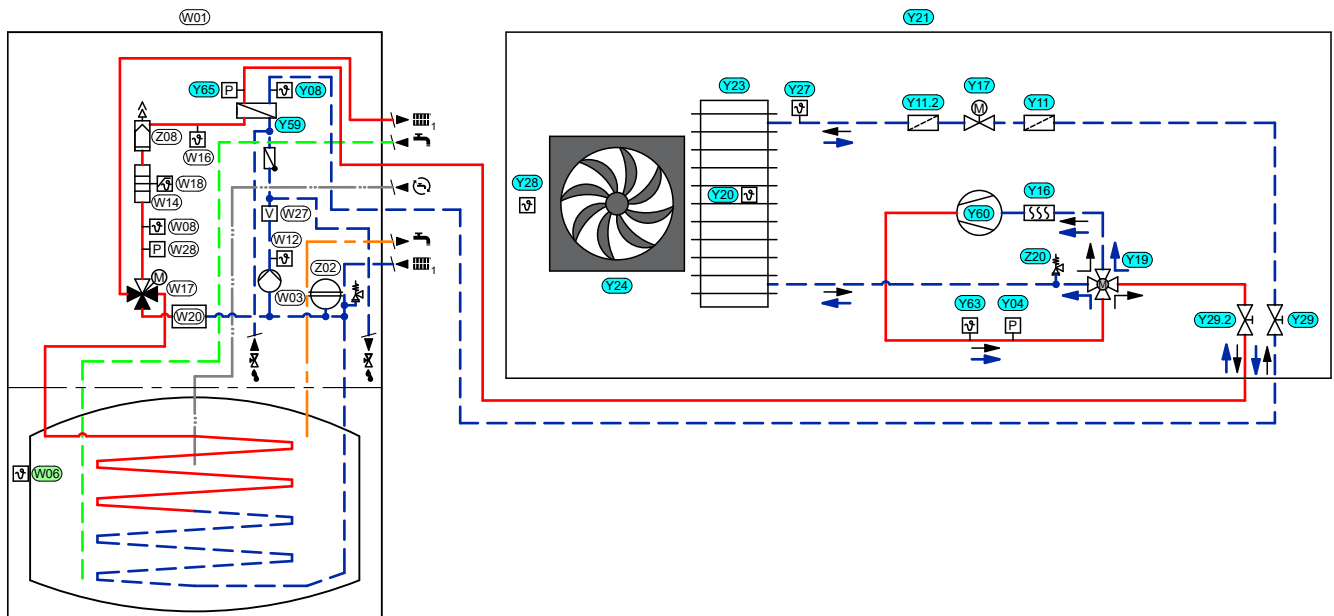 W01
Y21
Y65
P
ϑ
Y08
Y59
Z08
ϑ
W16
1
ϑ
W18
W14
V
W27
ϑ
W08
P
W28
W12
ϑ
M
W17
W03
Z02
1
W20
ϑ
W06
Y23
Y27
ϑ
Y11.2
Y17
M
Y11
Y28
ϑ
Y20
ϑ
Y60
Y16
Y24
Z20
Y19
M
Y63
ϑ
Y04
P
Y29.2
Y29